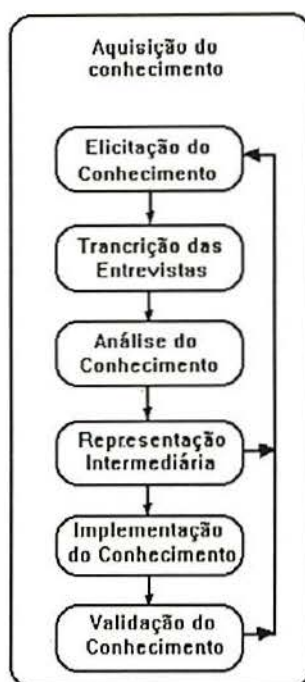 Aquisição do
conhecimento
Elicitação do
Conhecimento
Trancrição das
Entrevistas
Análise do
Conhecimento
Representação
Intermediária
Implementação
do Conhecimento
Validação do
Conhecimento